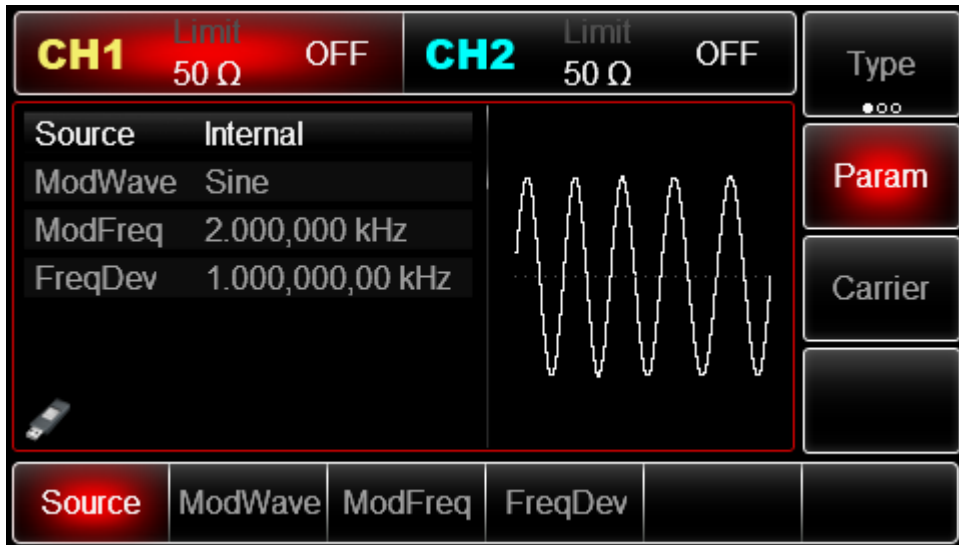 CH1 Limit 50 Ω OFF CH2 Limit 50 Ω OFF
Type
Source Internal
ModWave Sine
ModFreq 2.000,000 kHz
FreqDev 1.000,000,00 kHz
Param
Carrier
Source ModWave ModFreq FreqDev